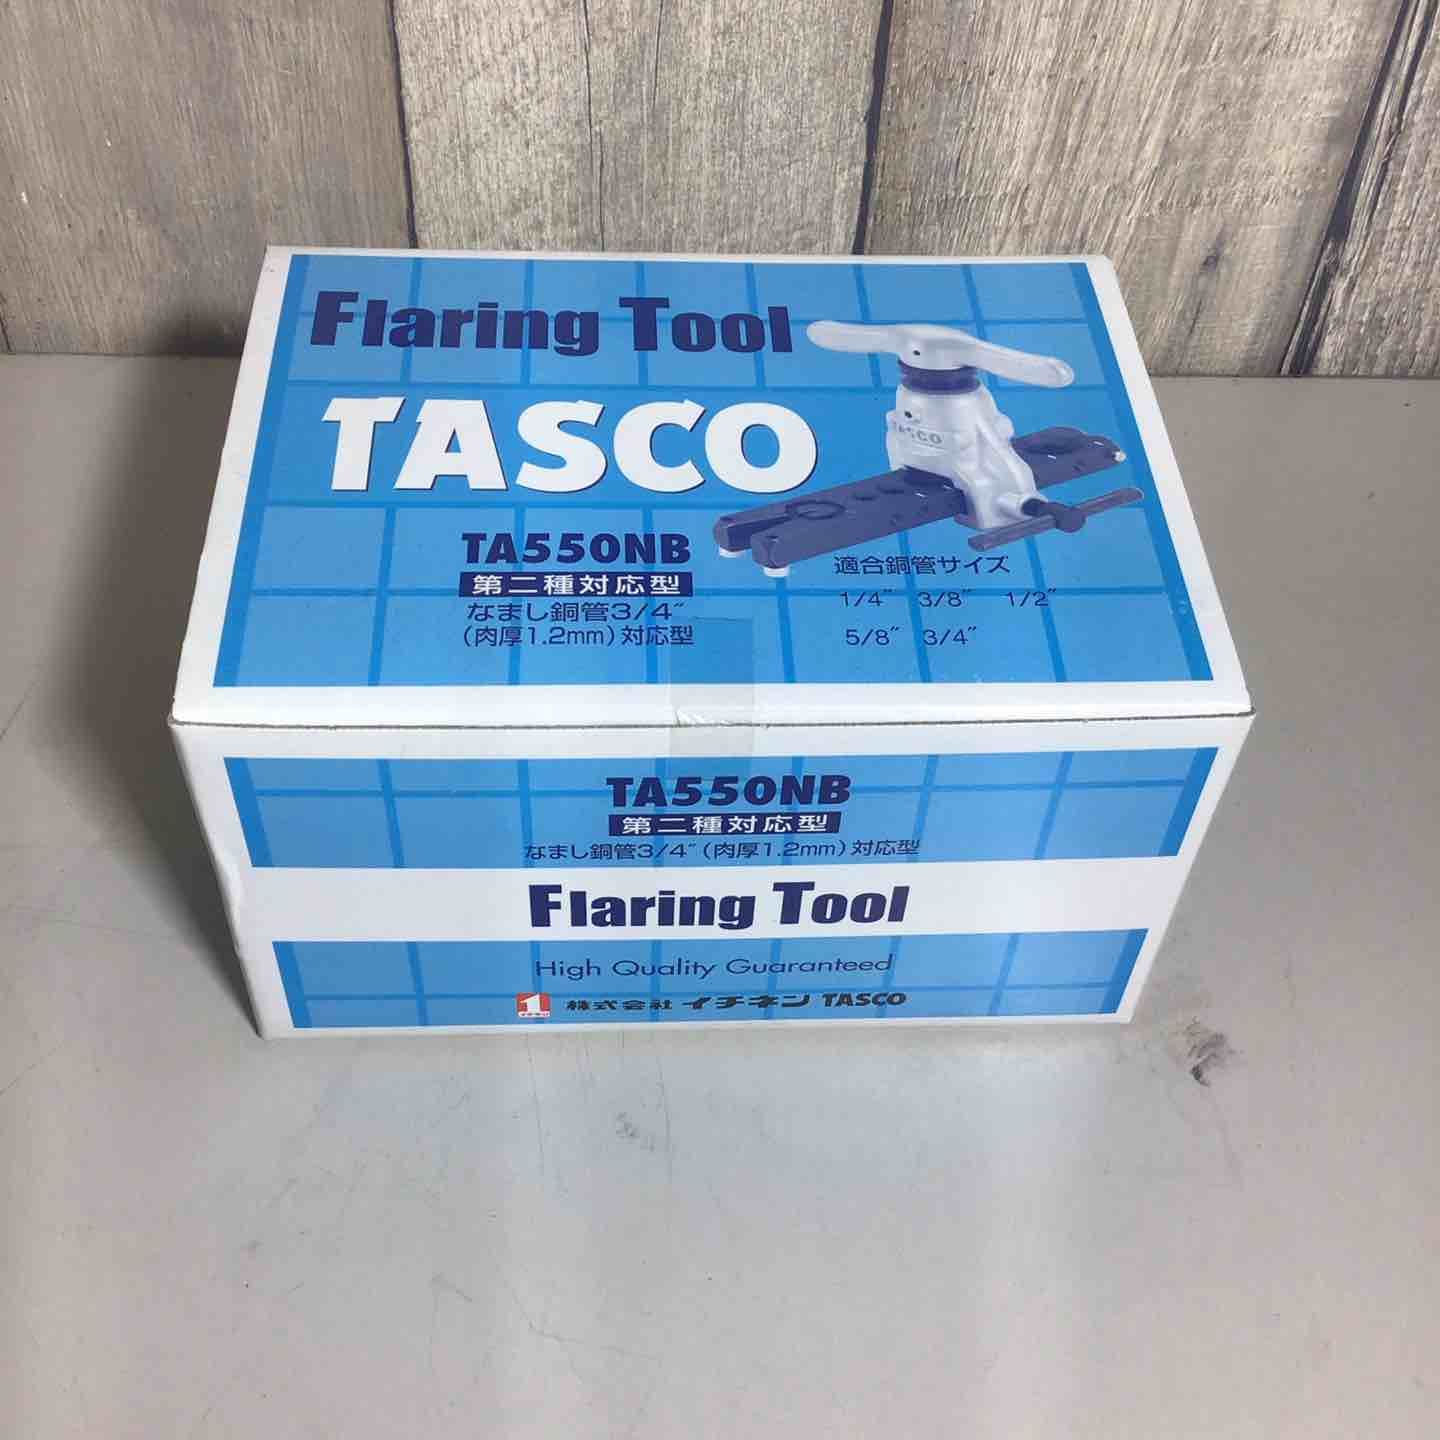 Flaring Tool
TASCO
TASCO
TA550NB
第二種対応型
なまし銅管3/4″
(肉厚1.2mm)対応型
適合銅管サイズ
1/4″ 3/8″ 1/2″
5/8″ 3/4″
TA550NB
第二種対応型
なまし銅管3/4″(肉厚1.2mm)対応型
Flaring Tool
High Quality Guaranteed
1 株式会社 イチネン TASCO